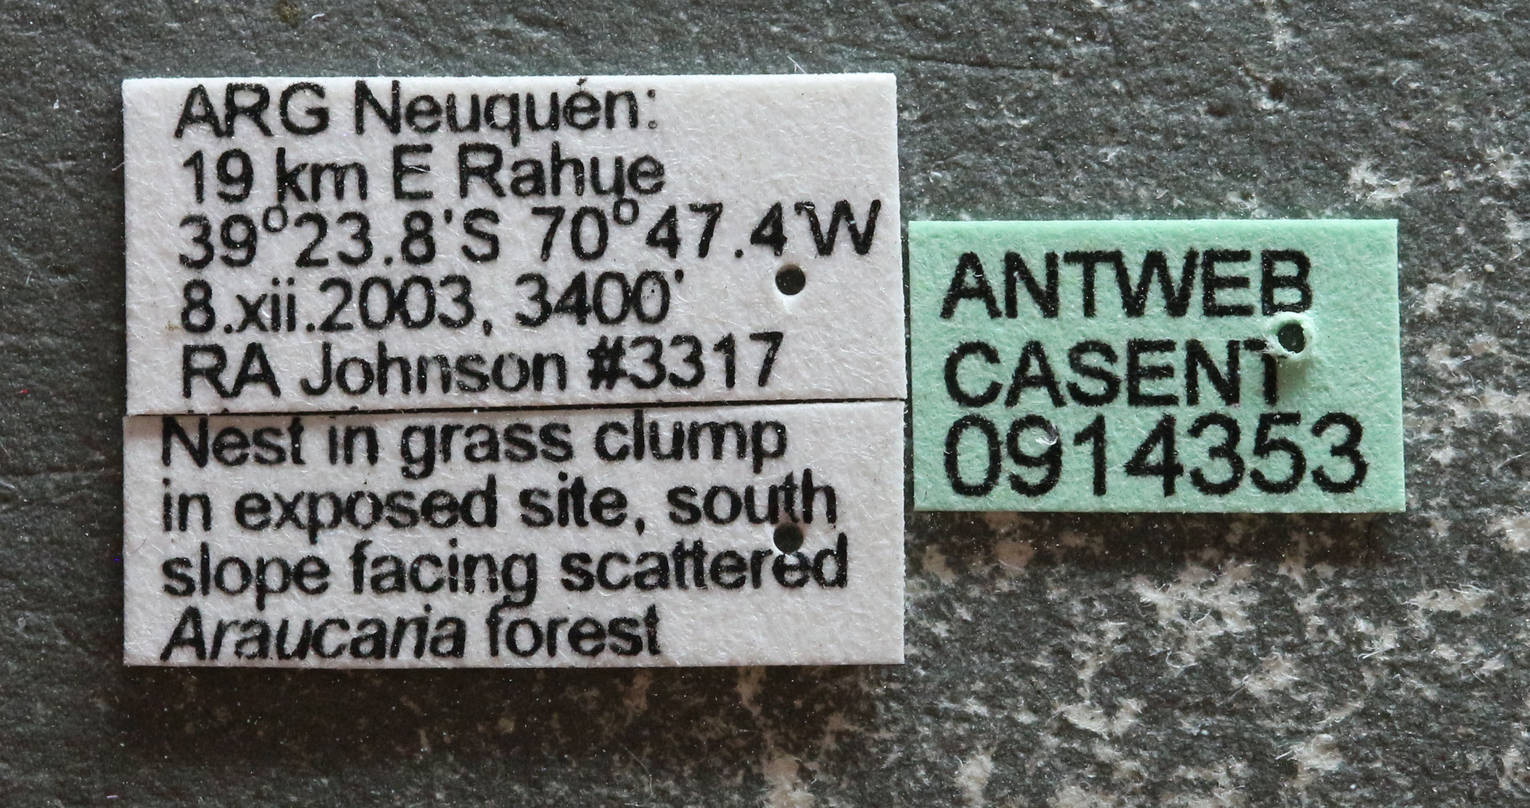 ARG Neuquén:
19 km E Rahue
39°23.8'S 70°47.4'W
8.xii.2003, 3400'
RA Johnson #3317
Nest in grass clump
in exposed site, south
slope facing scattered
Araucaria forest
ANTWEB
CASENT
0914353